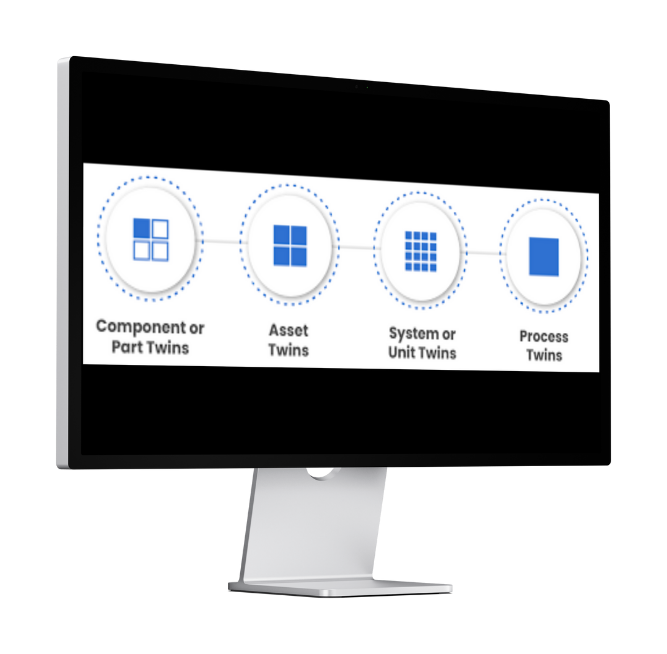 Component or
Part Twins
Asset
Twins
System or
Unit Twins
Process
Twins